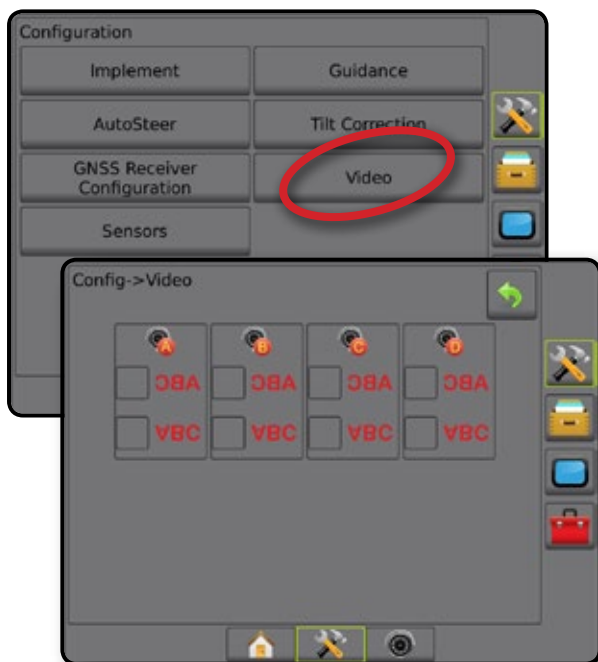 Configuration
Implement
Guidance
AutoSteer
Tilt Correction
GNSS Receiver
Configuration
Video
Sensors
Config->Video
A B C D
ABC ABC ABC ABC
ABC ABC ABC ABC